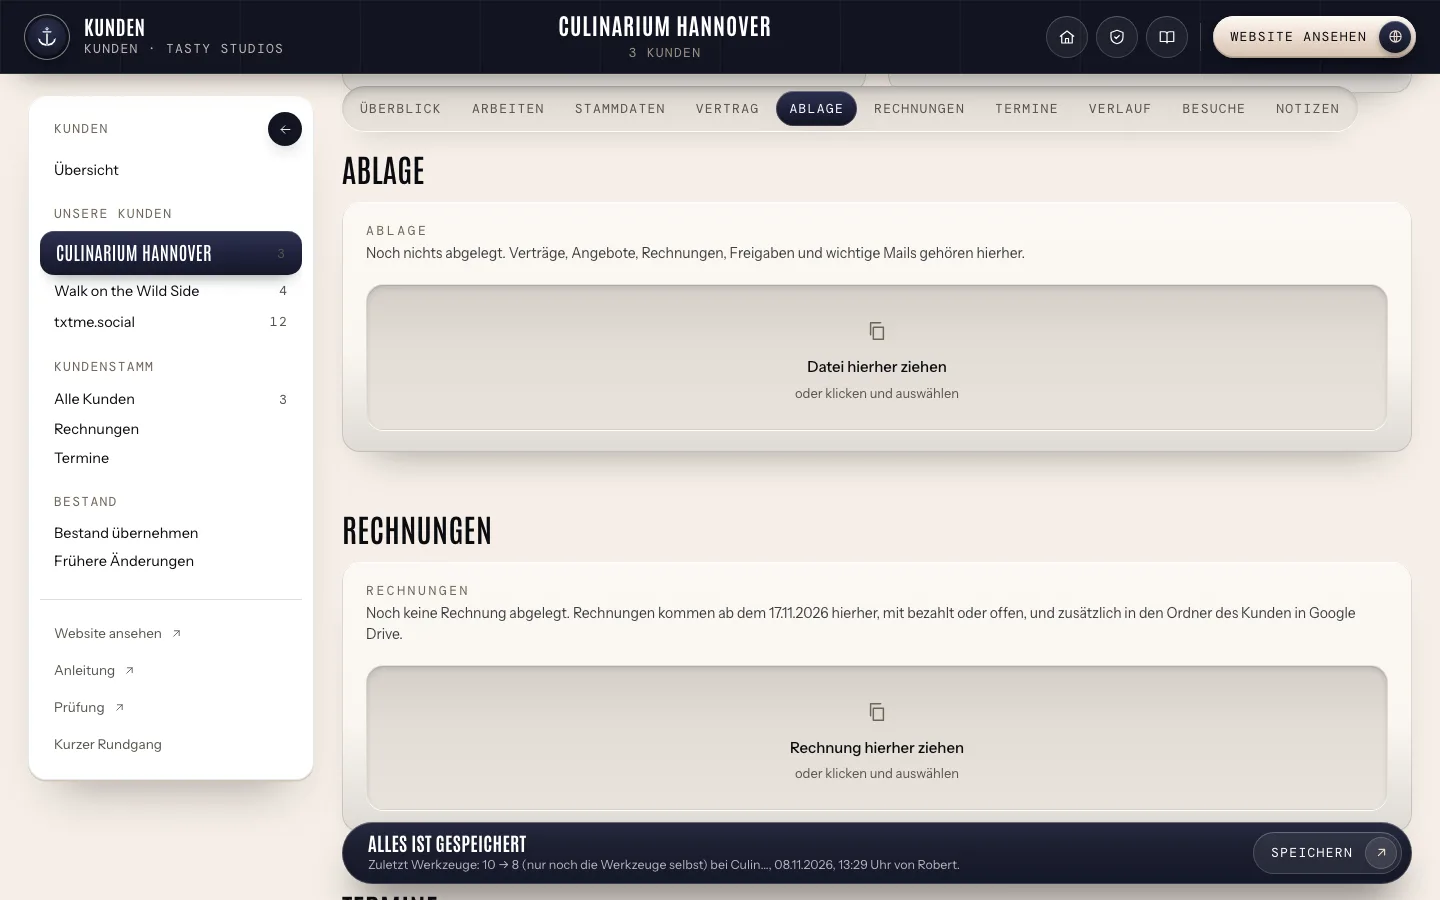 KUNDEN
KUNDEN · TASTY STUDIOS
CULINARIUM HANNOVER
3 KUNDEN
WEBSITE ANSEHEN
KUNDEN
Übersicht
UNSERE KUNDEN
CULINARIUM HANNOVER 3
Walk on the Wild Side 4
txtme.social 12
KUNDENSTAMM
Alle Kunden 3
Rechnungen
Termine
BESTAND
Bestand übernehmen
Frühere Änderungen
Website ansehen
Anleitung
Prüfung
Kurzer Rundgang
ÜBERBLICK ARBEITEN STAMMDATEN VERTRAG ABLAGE RECHNUNGEN TERMINE VERLAUF BESUCHE NOTIZEN
ABLAGE
ABLAGE
Noch nichts abgelegt. Verträge, Angebote, Rechnungen, Freigaben und wichtige Mails gehören hierher.
Datei hierher ziehen
oder klicken und auswählen
RECHNUNGEN
RECHNUNGEN
Noch keine Rechnung abgelegt. Rechnungen kommen ab dem 17.11.2026 hierher, mit bezahlt oder offen, und zusätzlich in den Ordner des Kunden in Google
Drive.
Rechnung hierher ziehen
oder klicken und auswählen
ALLES IST GESPEICHERT
Zuletzt Werkzeuge: 10 → 8 (nur noch die Werkzeuge selbst) bei Culin…, 08.11.2026, 13:29 Uhr von Robert.
SPEICHERN
TERMINE